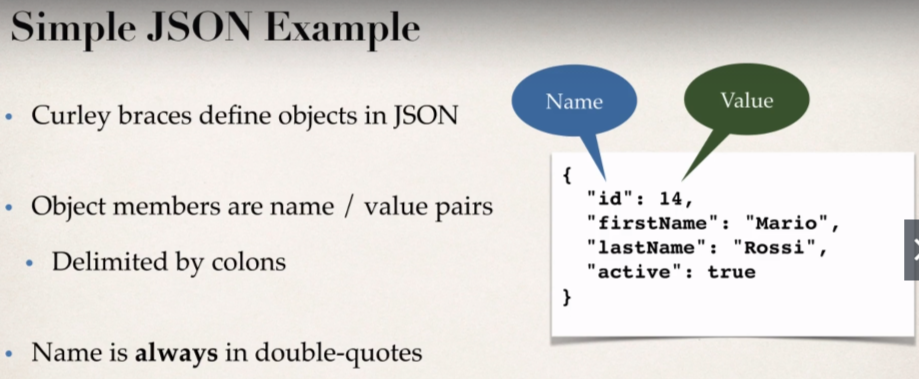 Simple JSON Example
• Curley braces define objects in JSON
• Object members are name / value pairs
• Delimited by colons
• Name is always in double-quotes
Name
Value
{
"id": 14,
"firstName": "Mario",
"lastName": "Rossi",
"active": true
}